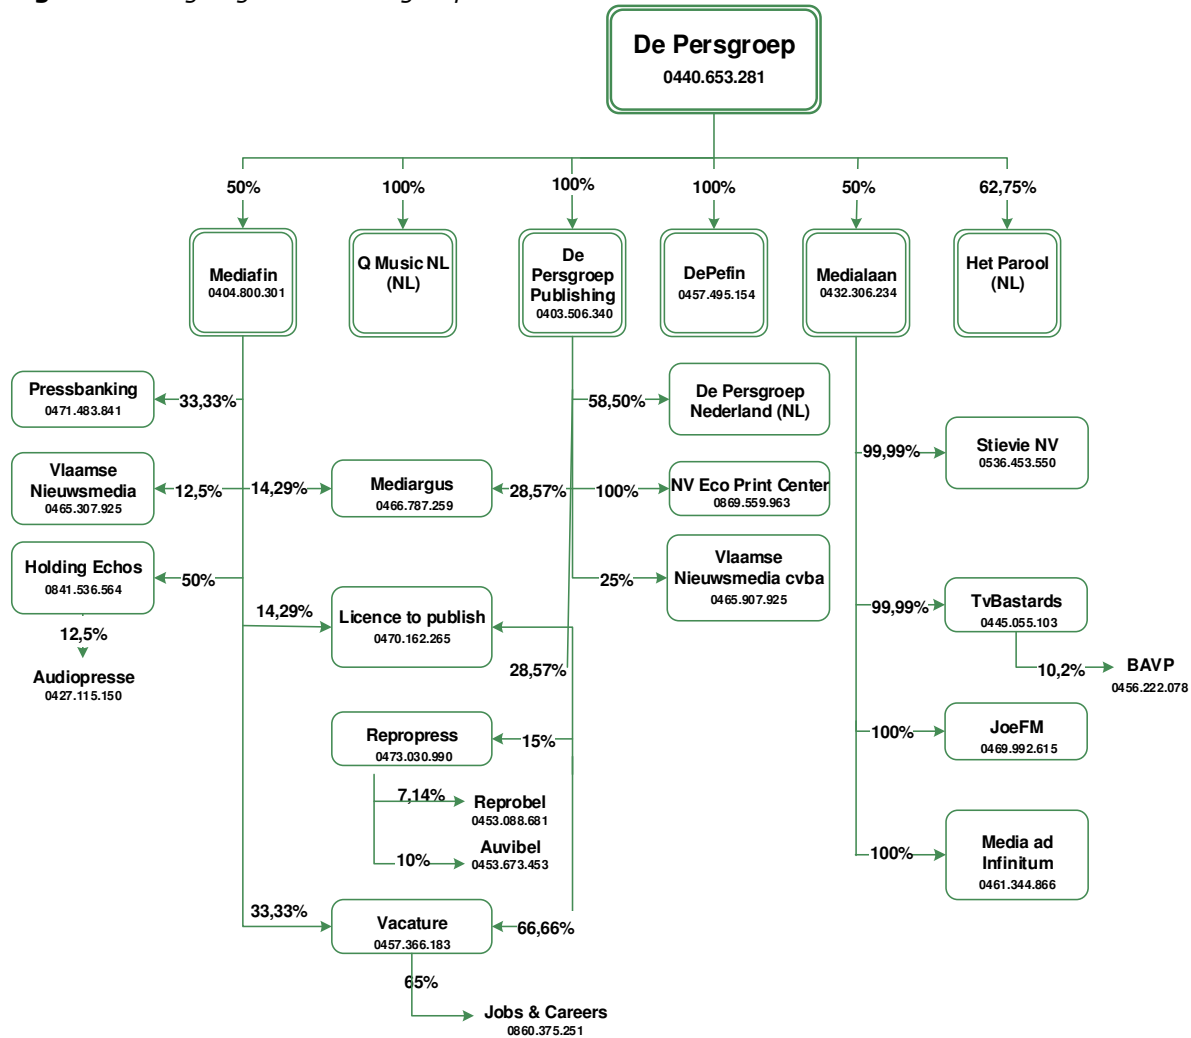 De Persgroep
0440.653.281
50%
100%
100%
100%
50%
62,75%
Mediafin
0404.800.301
Q Music NL
(NL)
De
Persgroep
Publishing
0403.506.340
DePefin
0457.495.154
Medialaan
0432.306.234
Het Parool
(NL)
Pressbanking
0471.483.841
33,33%
58,50%
De Persgroep
Nederland (NL)
99,99%
Stievie NV
0536.453.550
Vlaamse
Nieuwsmedia
0465.307.925
12,5%
14,29%
Mediargus
0466.787.259
28,57%
100%
NV Eco Print Center
0869.559.963
Holding Echos
0841.536.564
50%
25%
Vlaamse
Nieuwsmedia cvba
0465.907.925
12,5%
Audiopresse
0427.115.150
14,29%
Licence to publish
0470.162.265
28,57%
99,99%
TvBastards
0445.055.103
10,2%
BAVP
0456.222.078
Repropress
0473.030.990
15%
100%
JoeFM
0469.992.615
7,14%
Reprobel
0453.088.681
10%
Auvibel
0453.673.453
100%
Media ad
Infinitum
0461.344.866
33,33%
Vacature
0457.366.183
66,66%
65%
Jobs & Careers
0860.375.251